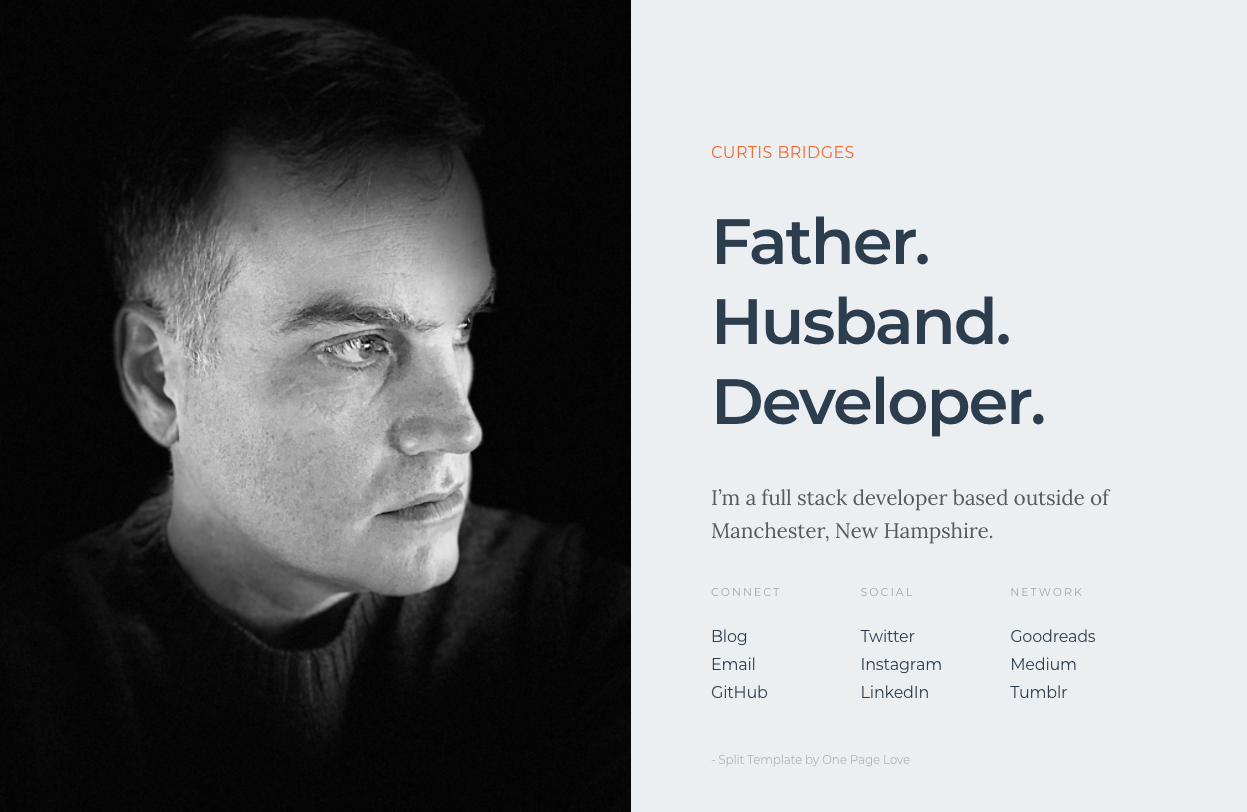 CURTIS BRIDGES
Father.
Husband.
Developer.
I’m a full stack developer based outside of
Manchester, New Hampshire.
CONNECT
Blog
Email
GitHub
SOCIAL
Twitter
Instagram
LinkedIn
NETWORK
Goodreads
Medium
Tumblr
- Split Template by One Page Love